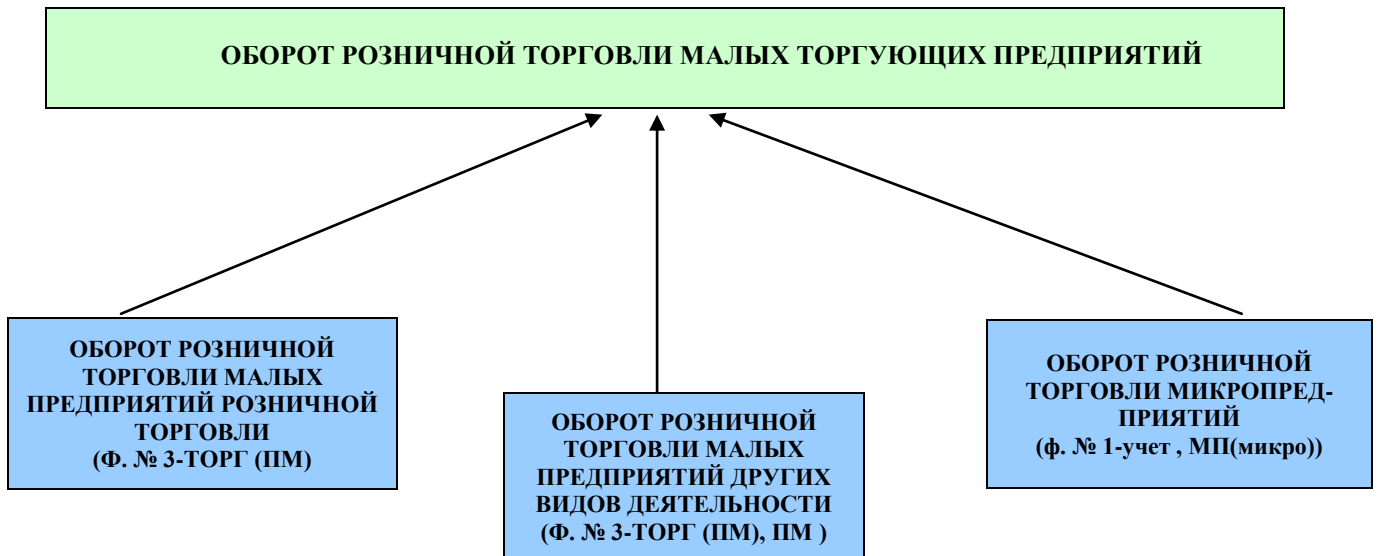 ОБОРОТ РОЗНИЧНОЙ ТОРГОВЛИ МАЛЫХ ТОРГУЮЩИХ ПРЕДПРИЯТИЙ
ОБОРОТ РОЗНИЧНОЙ
ТОРГОВЛИ МАЛЫХ
ПРЕДПРИЯТИЙ РОЗНИЧНОЙ
ТОРГОВЛИ
(Ф. № 3-ТОРГ (ПМ)
ОБОРОТ РОЗНИЧНОЙ
ТОРГОВЛИ МАЛЫХ
ПРЕДПРИЯТИЙ ДРУГИХ
ВИДОВ ДЕЯТЕЛЬНОСТИ
(Ф. № 3-ТОРГ (ПМ), ПМ )
ОБОРОТ РОЗНИЧНОЙ
ТОРГОВЛИ МИКРОПРЕД-
ПРИЯТИЙ
(ф. № 1-учет , МП(микро))